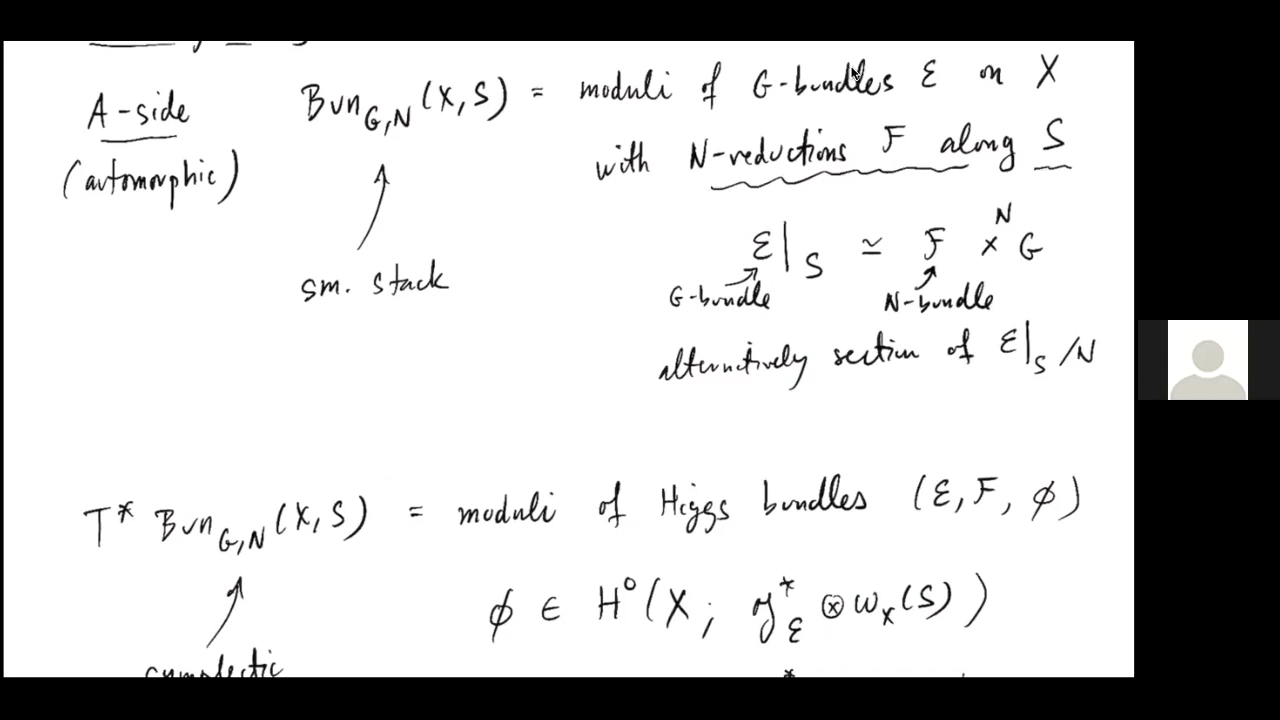 A-side
(automorphic)
Bun_{G,N}(X,S) = moduli of G-bundles ℰ on X
with N-reductions ℱ along S
ℰ|_S ≃ ℱ ×^N G
G-bundle N-bundle
sm. stack
alternatively section of ℰ|_S /N
T* Bun_{G,N}(X,S) = moduli of Higgs bundles (ℰ, ℱ, ϕ)
ϕ ∈ H⁰(X; 𝔤*_ℰ ⊗ ω_X(S))
symplectic